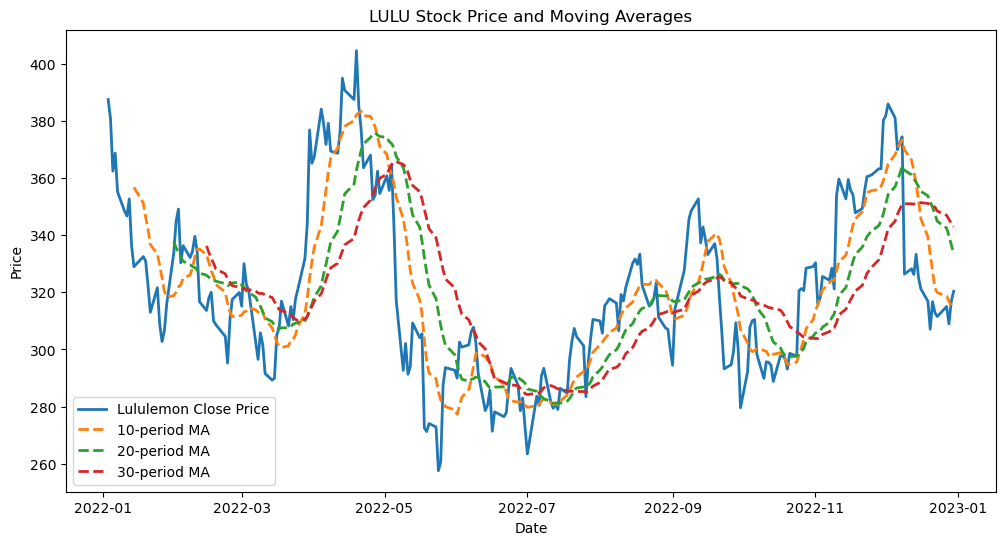 LULU Stock Price and Moving Averages
Price
400
380
360
340
320
300
280
260
Lululemon Close Price
10-period MA
20-period MA
30-period MA
2022-01
2022-03
2022-05
2022-07
2022-09
2022-11
2023-01
Date